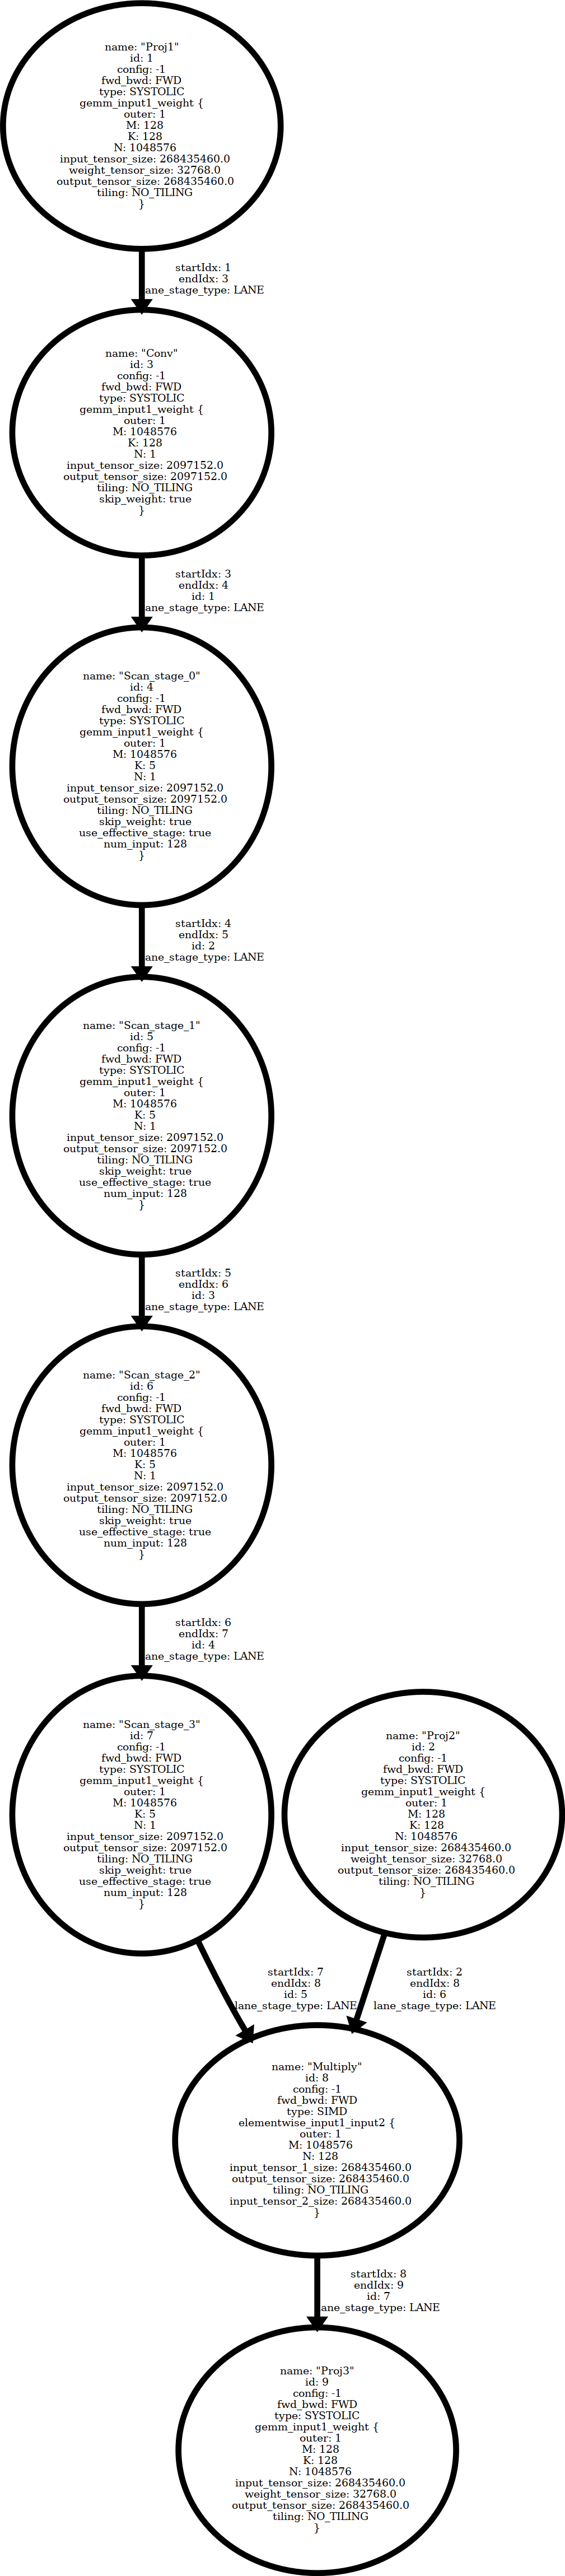 name: "Proj1"
id: 1
config: -1
fwd_bwd: FWD
type: SYSTOLIC
gemm_input1_weight {
outer: 1
M: 128
K: 128
N: 1048576
input_tensor_size: 268435460.0
weight_tensor_size: 32768.0
output_tensor_size: 268435460.0
tiling: NO_TILING
}
startIdx: 1
endIdx: 3
lane_stage_type: LANE
name: "Conv"
id: 3
config: -1
fwd_bwd: FWD
type: SYSTOLIC
gemm_input1_weight {
outer: 1
M: 1048576
K: 128
N: 1
input_tensor_size: 2097152.0
output_tensor_size: 2097152.0
tiling: NO_TILING
skip_weight: true
}
startIdx: 3
endIdx: 4
id: 1
lane_stage_type: LANE
name: "Scan_stage_0"
id: 4
config: -1
fwd_bwd: FWD
type: SYSTOLIC
gemm_input1_weight {
outer: 1
M: 1048576
K: 5
N: 1
input_tensor_size: 2097152.0
output_tensor_size: 2097152.0
tiling: NO_TILING
skip_weight: true
use_effective_stage: true
num_input: 128
}
startIdx: 4
endIdx: 5
id: 2
lane_stage_type: LANE
name: "Scan_stage_1"
id: 5
config: -1
fwd_bwd: FWD
type: SYSTOLIC
gemm_input1_weight {
outer: 1
M: 1048576
K: 5
N: 1
input_tensor_size: 2097152.0
output_tensor_size: 2097152.0
tiling: NO_TILING
skip_weight: true
use_effective_stage: true
num_input: 128
}
startIdx: 5
endIdx: 6
id: 3
lane_stage_type: LANE
name: "Scan_stage_2"
id: 6
config: -1
fwd_bwd: FWD
type: SYSTOLIC
gemm_input1_weight {
outer: 1
M: 1048576
K: 5
N: 1
input_tensor_size: 2097152.0
output_tensor_size: 2097152.0
tiling: NO_TILING
skip_weight: true
use_effective_stage: true
num_input: 128
}
startIdx: 6
endIdx: 7
id: 4
lane_stage_type: LANE
name: "Scan_stage_3"
id: 7
config: -1
fwd_bwd: FWD
type: SYSTOLIC
gemm_input1_weight {
outer: 1
M: 1048576
K: 5
N: 1
input_tensor_size: 2097152.0
output_tensor_size: 2097152.0
tiling: NO_TILING
skip_weight: true
use_effective_stage: true
num_input: 128
}
name: "Proj2"
id: 2
config: -1
fwd_bwd: FWD
type: SYSTOLIC
gemm_input1_weight {
outer: 1
M: 128
K: 128
N: 1048576
input_tensor_size: 268435460.0
weight_tensor_size: 32768.0
output_tensor_size: 268435460.0
tiling: NO_TILING
}
startIdx: 7
endIdx: 8
id: 5
lane_stage_type: LANE
startIdx: 2
endIdx: 8
id: 6
lane_stage_type: LANE
name: "Multiply"
id: 8
config: -1
fwd_bwd: FWD
type: SIMD
elementwise_input1_input2 {
outer: 1
M: 1048576
N: 128
input_tensor_1_size: 268435460.0
output_tensor_size: 268435460.0
tiling: NO_TILING
input_tensor_2_size: 268435460.0
}
startIdx: 8
endIdx: 9
id: 7
lane_stage_type: LANE
name: "Proj3"
id: 9
config: -1
fwd_bwd: FWD
type: SYSTOLIC
gemm_input1_weight {
outer: 1
M: 128
K: 128
N: 1048576
input_tensor_size: 268435460.0
weight_tensor_size: 32768.0
output_tensor_size: 268435460.0
tiling: NO_TILING
}